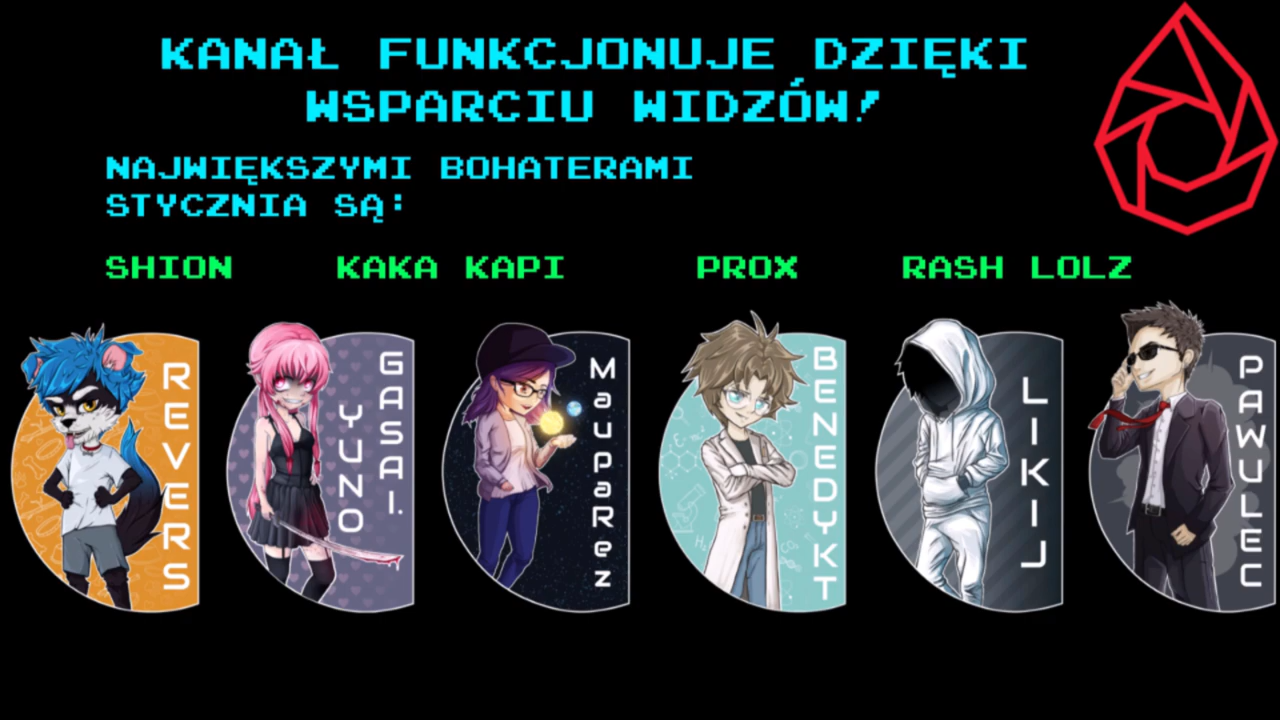 KANAŁ FUNKCJONUJE DZIĘKI
WSPARCIU WIDZÓW!
NAJWIĘKSZYMI BOHATERAMI
STYCZNIA SĄ:
SHION KAKA KAPI PROX RASH LOLZ
REVERS
YUNO
GASAI.
MaupaRez
BENEDYKT
LIKIJ
PAWULEC